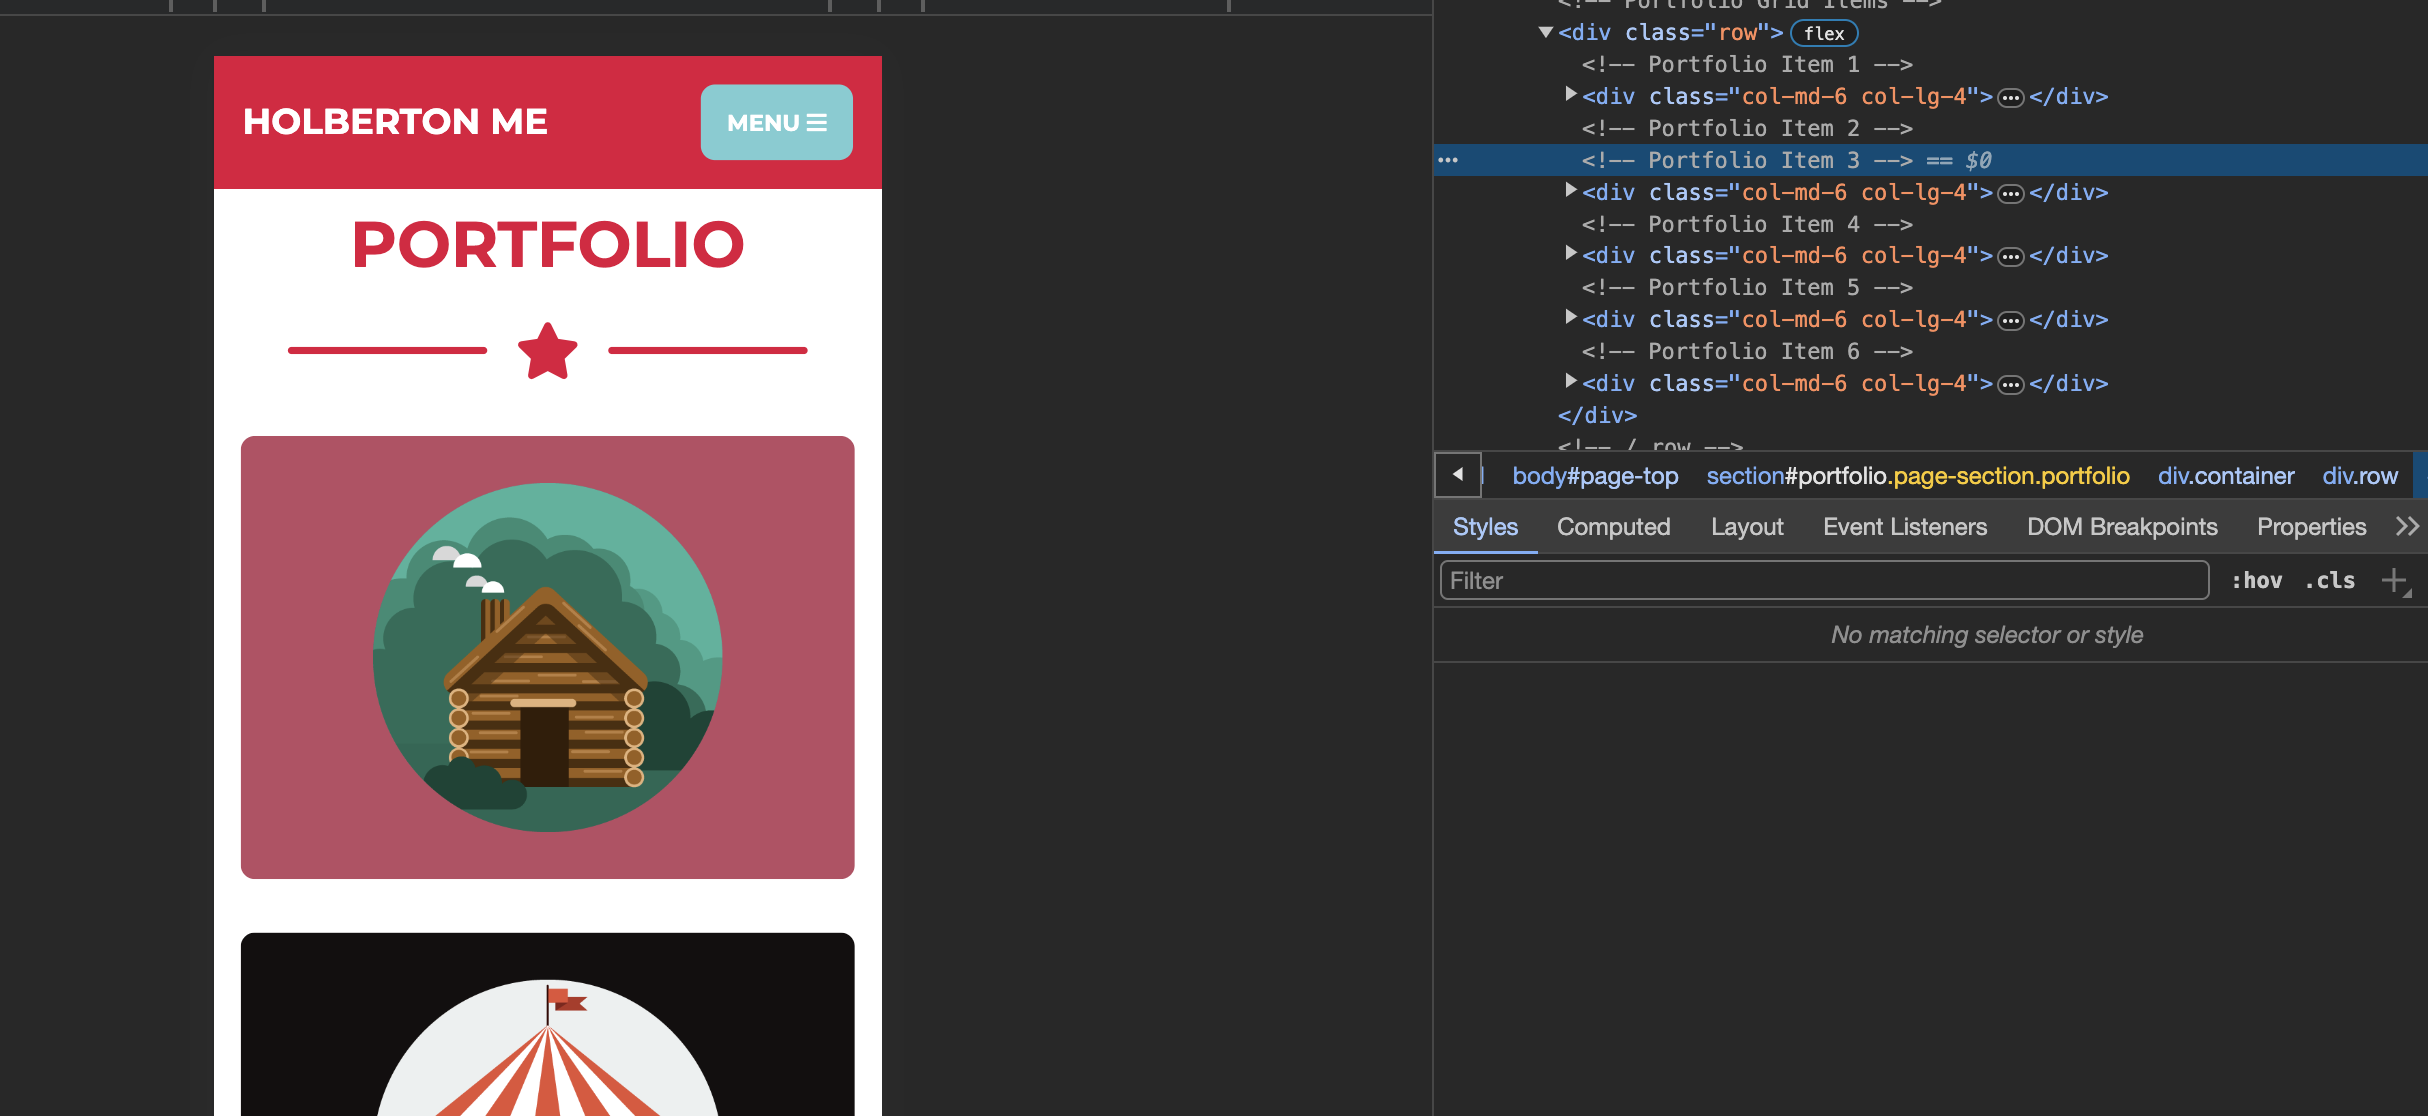 HOLBERTON ME
MENU
PORTFOLIO
<!-- Portfolio Grid Items -->
<div class="row"> flex
<!-- Portfolio Item 1 -->
<div class="col-md-6 col-lg-4">…</div>
<!-- Portfolio Item 2 -->
<!-- Portfolio Item 3 --> == $0
<div class="col-md-6 col-lg-4">…</div>
<!-- Portfolio Item 4 -->
<div class="col-md-6 col-lg-4">…</div>
<!-- Portfolio Item 5 -->
<div class="col-md-6 col-lg-4">…</div>
<!-- Portfolio Item 6 -->
<div class="col-md-6 col-lg-4">…</div>
</div>
<!-- / row -->
body#page-top section#portfolio.page-section.portfolio div.container div.row
Styles Computed Layout Event Listeners DOM Breakpoints Properties
Filter :hov .cls
No matching selector or style